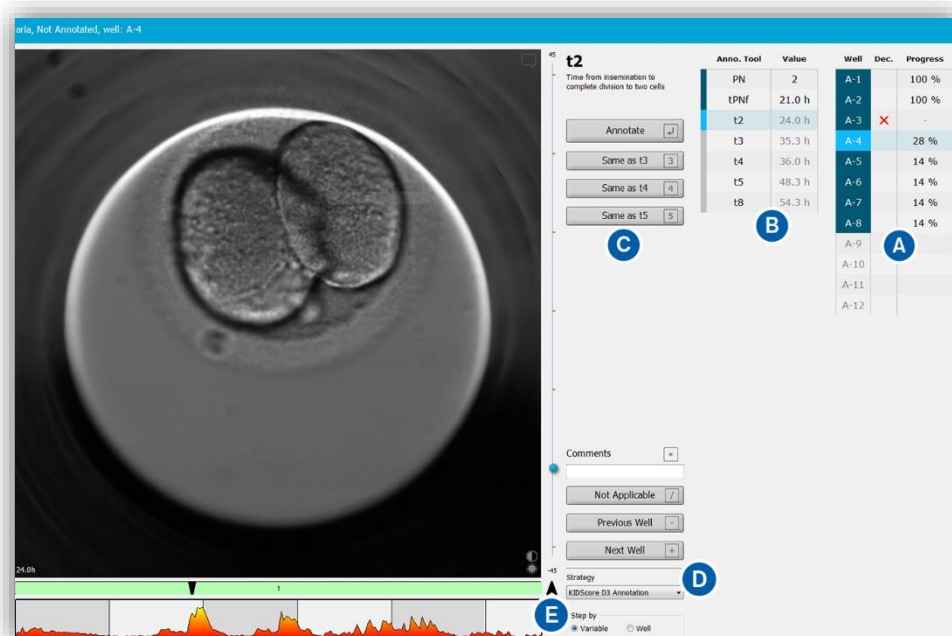 aria, Not Annotated, well: A-4
45
t2
Time from insemination to
complete division to two cells
Annotate ↲
Same as t3 3
Same as t4 4
Same as t5 5
C
Anno. Tool Value
PN 2
tPNf 21.0 h
t2 24.0 h
t3 35.3 h
t4 36.0 h
t5 48.3 h
t8 54.3 h
B
Well Dec. Progress
A-1 100 %
A-2 100 %
A-3 × -
A-4 28 %
A-5 14 %
A-6 14 %
A-7 14 %
A-8 14 %
A-9
A-10
A-11
A-12
A
Comments *
Not Applicable /
Previous Well -
Next Well +
24.0h
-45
1
Strategy
KIDScore D3 Annotation
D
E
Step by
Variable Well